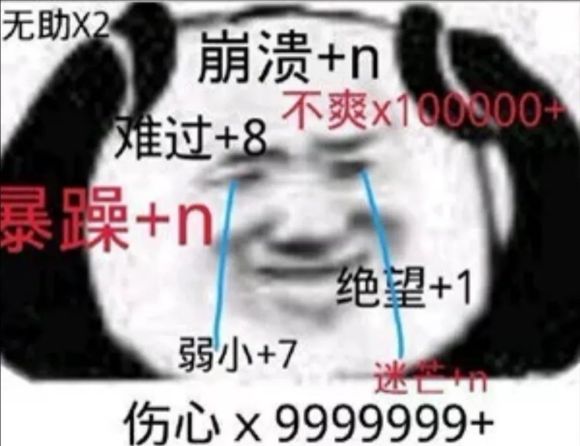 无助X2
崩溃+n
不爽x100000+
难过+8
暴躁+n
绝望+1
弱小+7
迷芒+n
伤心 x 9999999+